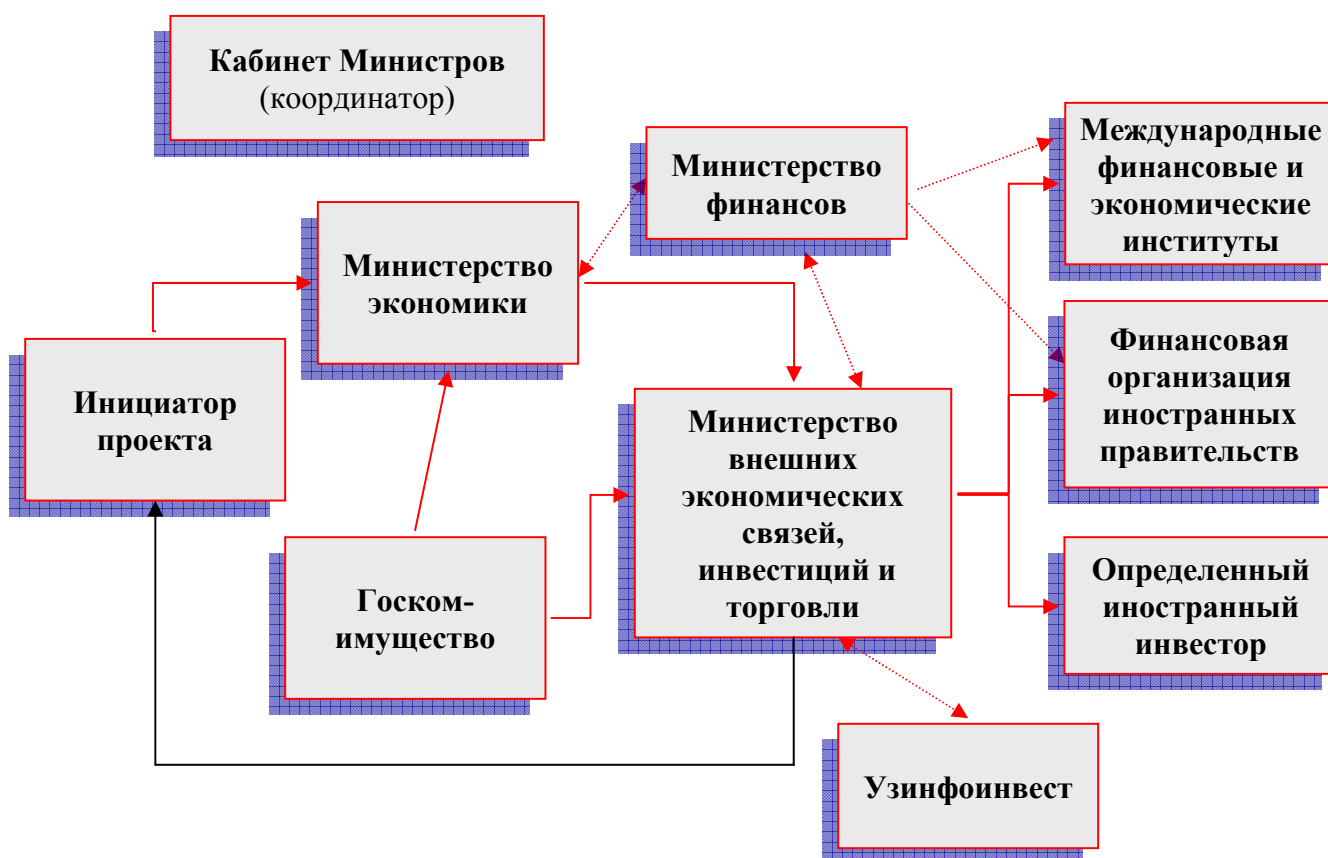 Кабинет Министров
(координатор)
Министерство
финансов
Международные
финансовые и
экономические
институты
Министерство
экономики
Инициатор
проекта
Финансовая
организация
иностранных
правительств
Министерство
внешних
экономических
связей,
инвестиций и
торговли
Госком-
имущество
Определенный
иностранный
инвестор
Узинфоинвест